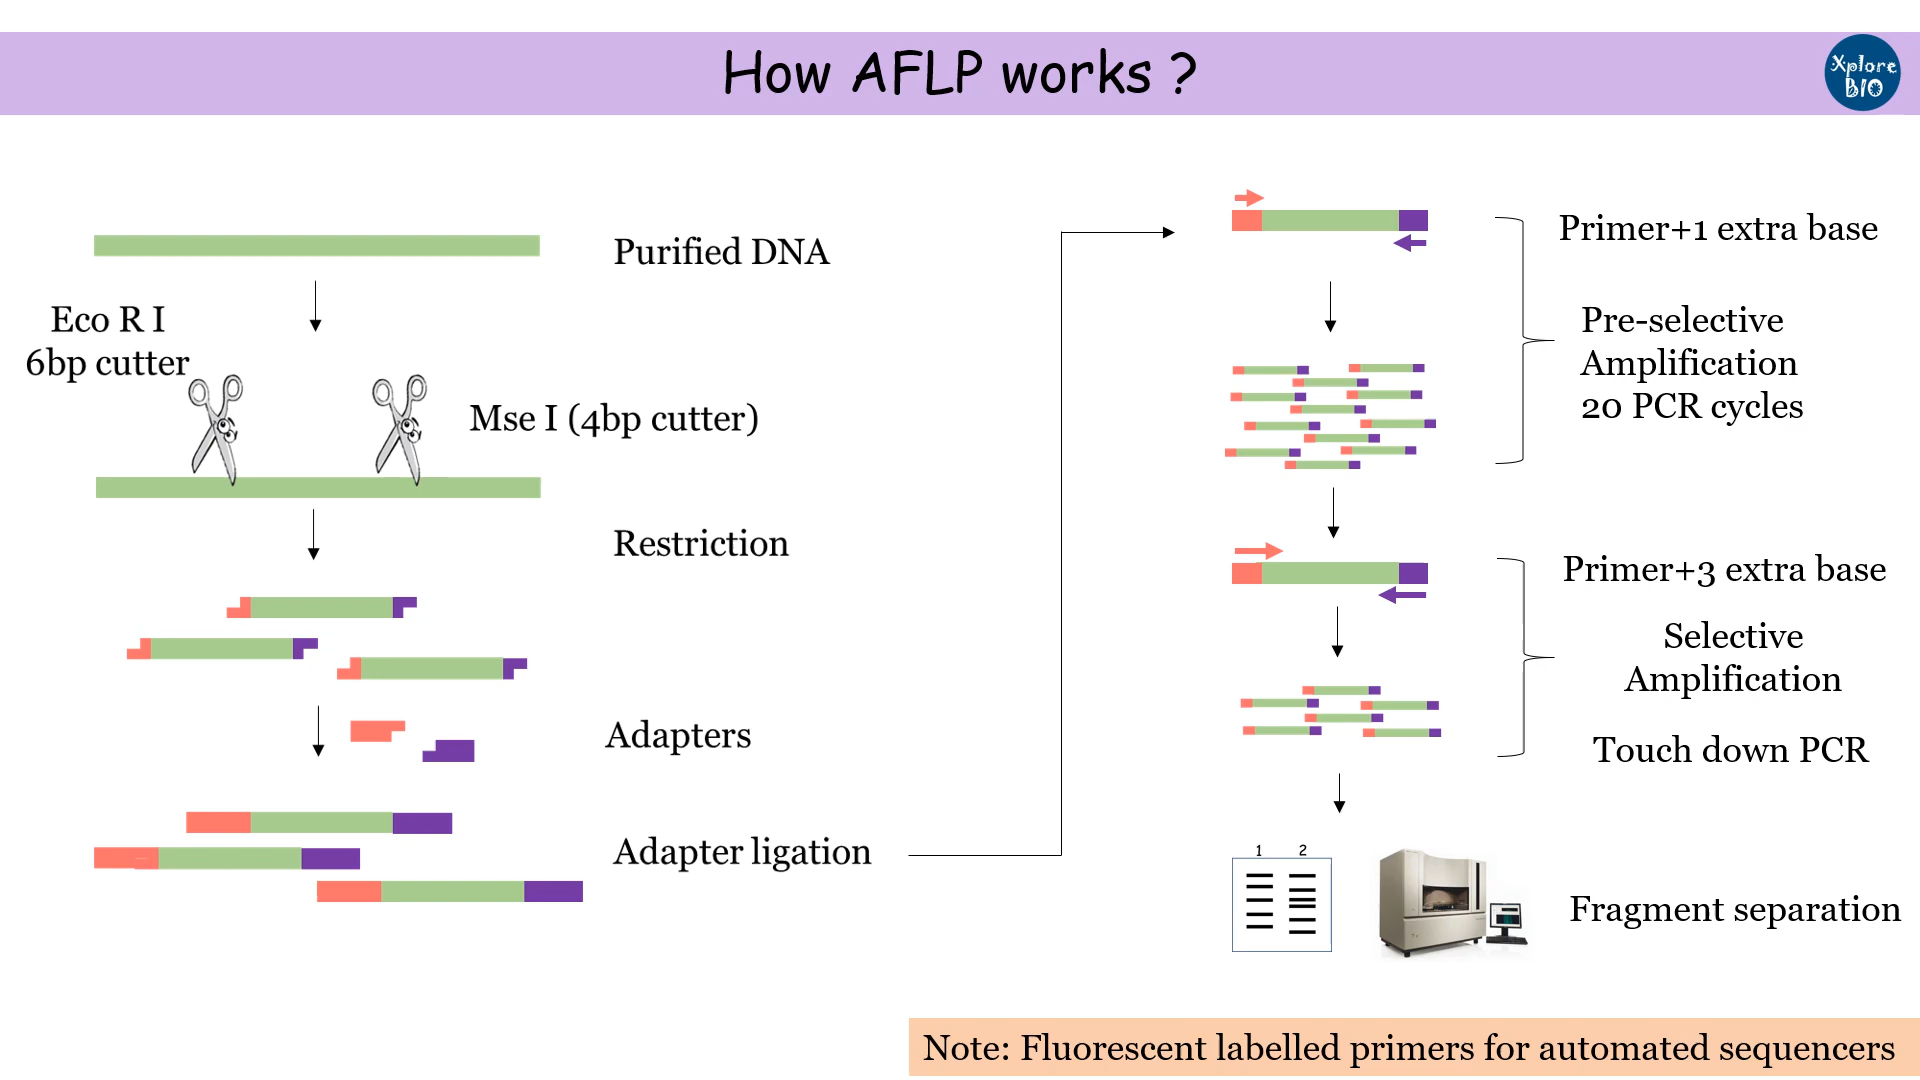 How AFLP works ?
Xplore
BIO
Purified DNA
Eco R I
6bp cutter
Mse I (4bp cutter)
Restriction
Adapters
Adapter ligation
Primer+1 extra base
Pre-selective
Amplification
20 PCR cycles
Primer+3 extra base
Selective
Amplification
Touch down PCR
1 2
Fragment separation
Note: Fluorescent labelled primers for automated sequencers